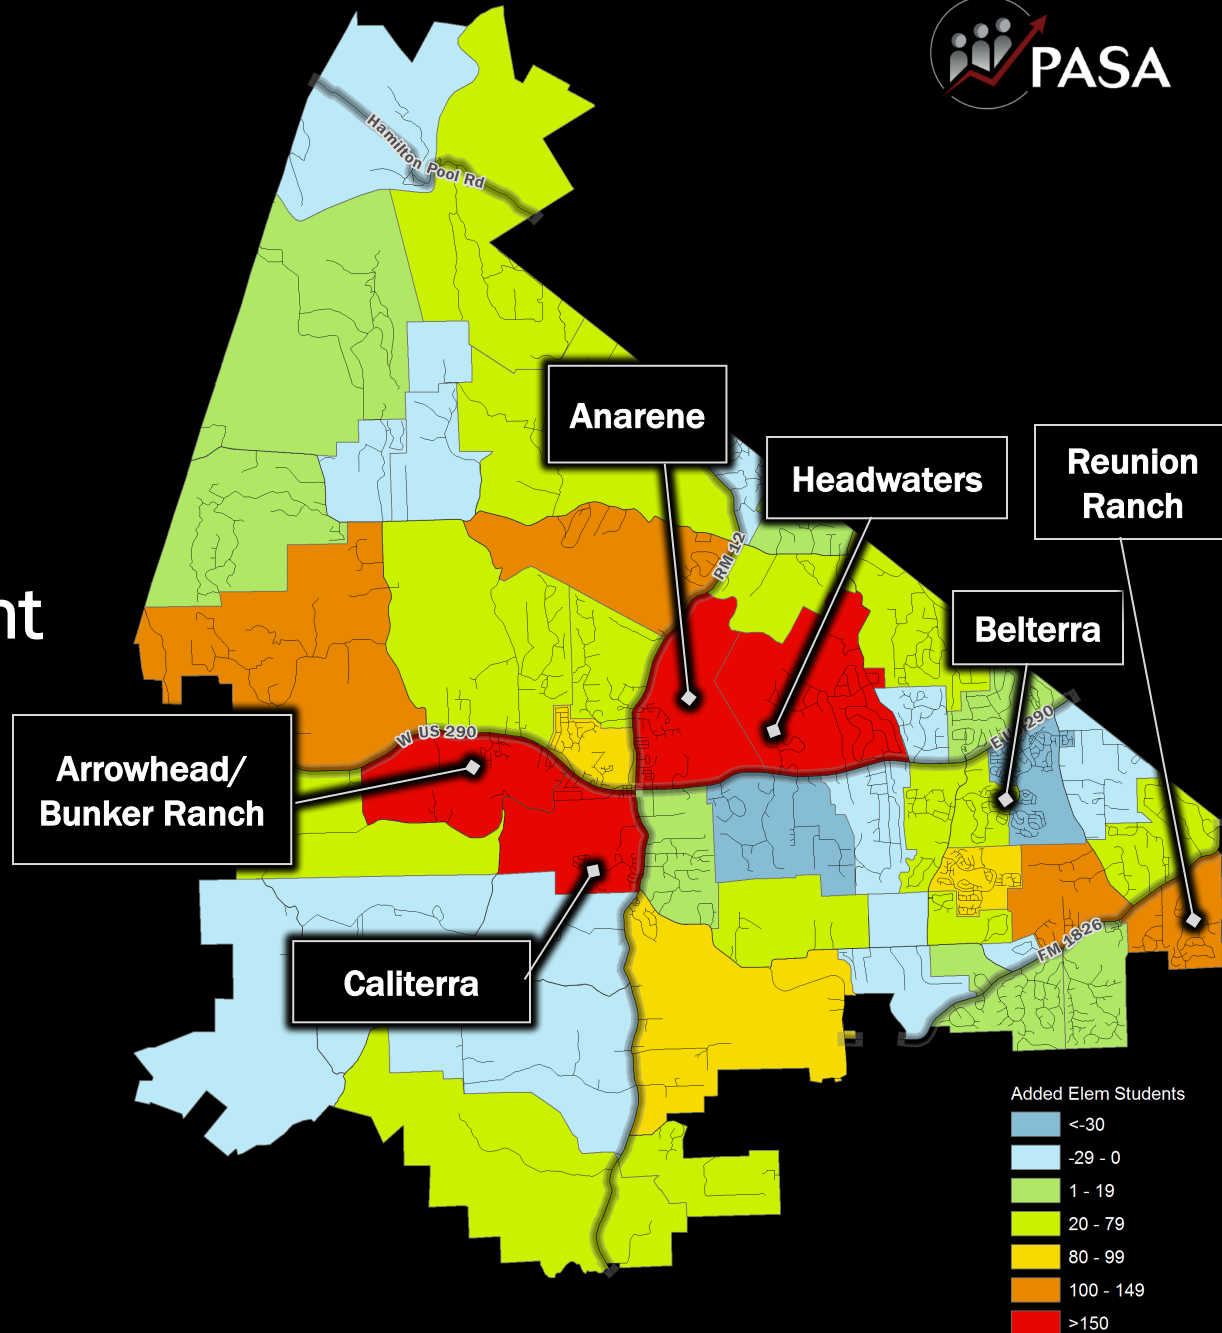 PASA
Hamilton Pool Rd
Anarene
Headwaters
Reunion
Ranch
RM 12
nt
Belterra
W US 290
290
Arrowhead/
Bunker Ranch
Caliterra
FM 1826
Added Elem Students
<-30
-29 - 0
1 - 19
20 - 79
80 - 99
100 - 149
>150